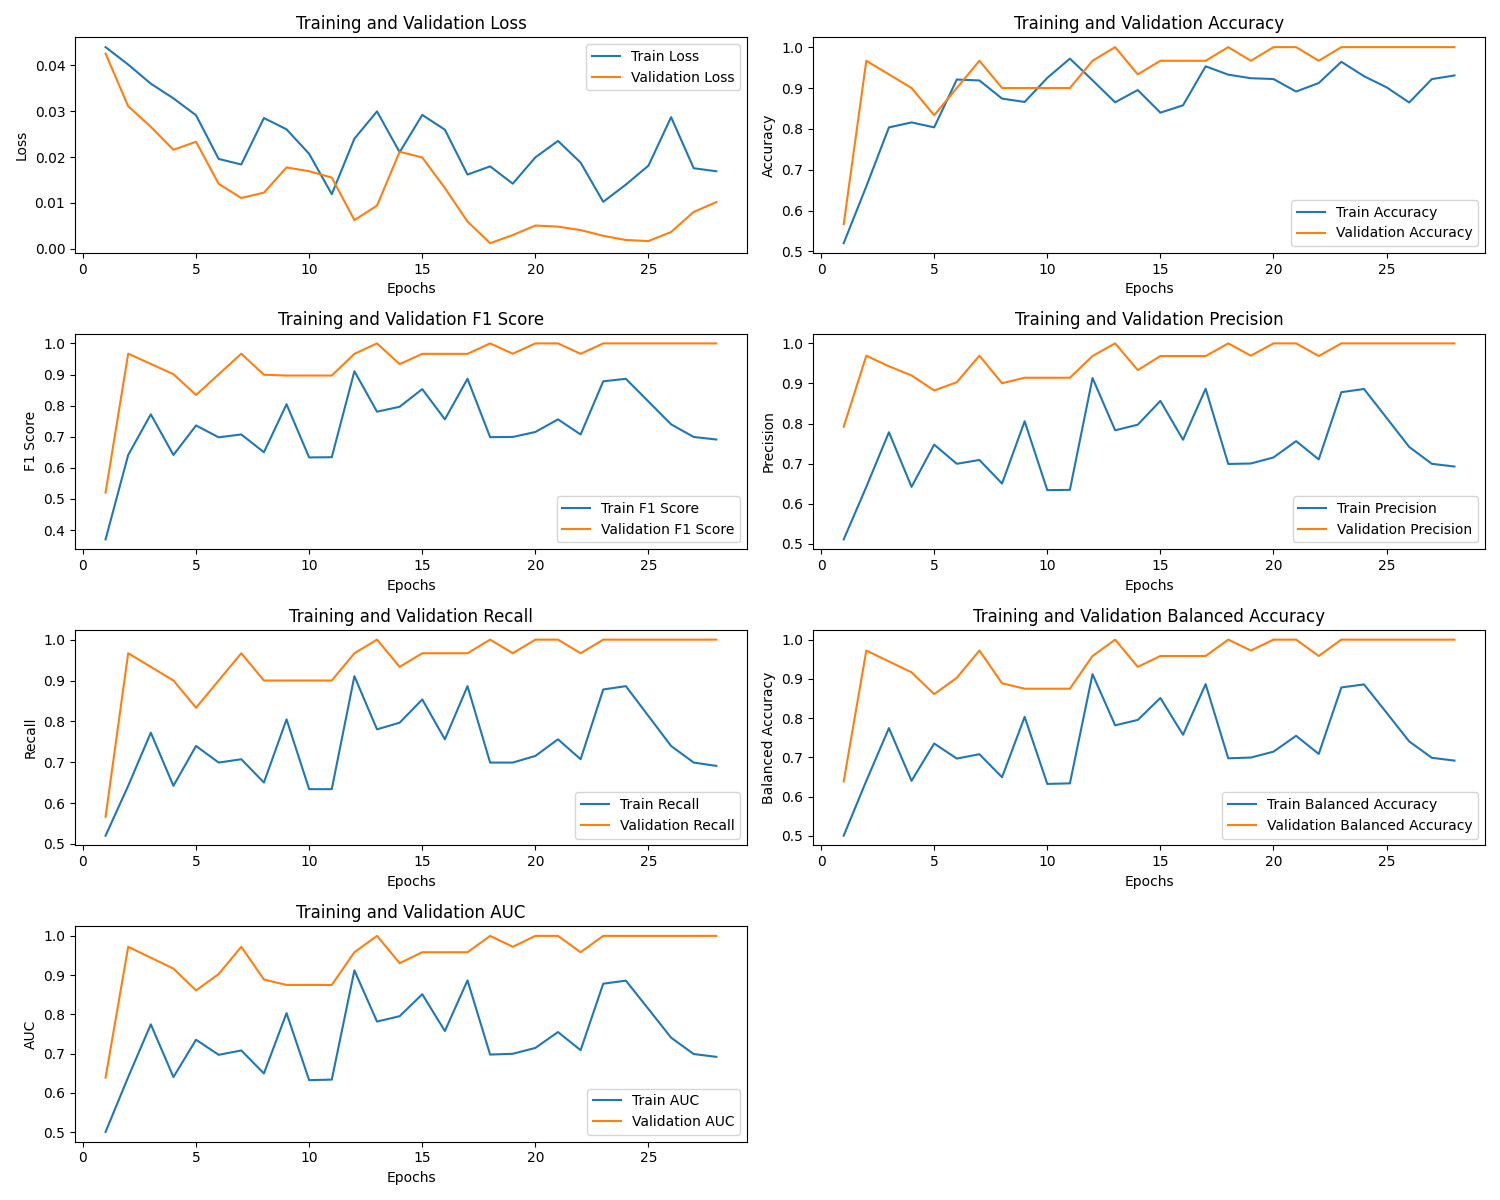 Training and Validation Loss
0.04
0.03
0.02
0.01
0.00
Loss
Train Loss
Validation Loss
0 5 10 15 20 25
Epochs
Training and Validation Accuracy
1.0
0.9
0.8
0.7
0.6
0.5
Accuracy
Train Accuracy
Validation Accuracy
0 5 10 15 20 25
Epochs
Training and Validation F1 Score
1.0
0.9
0.8
0.7
0.6
0.5
0.4
F1 Score
Train F1 Score
Validation F1 Score
0 5 10 15 20 25
Epochs
Training and Validation Precision
1.0
0.9
0.8
0.7
0.6
0.5
Precision
Train Precision
Validation Precision
0 5 10 15 20 25
Epochs
Training and Validation Recall
1.0
0.9
0.8
0.7
0.6
0.5
Recall
Train Recall
Validation Recall
0 5 10 15 20 25
Epochs
Training and Validation Balanced Accuracy
1.0
0.9
0.8
0.7
0.6
0.5
Balanced Accuracy
Train Balanced Accuracy
Validation Balanced Accuracy
0 5 10 15 20 25
Epochs
Training and Validation AUC
1.0
0.9
0.8
0.7
0.6
0.5
AUC
Train AUC
Validation AUC
0 5 10 15 20 25
Epochs